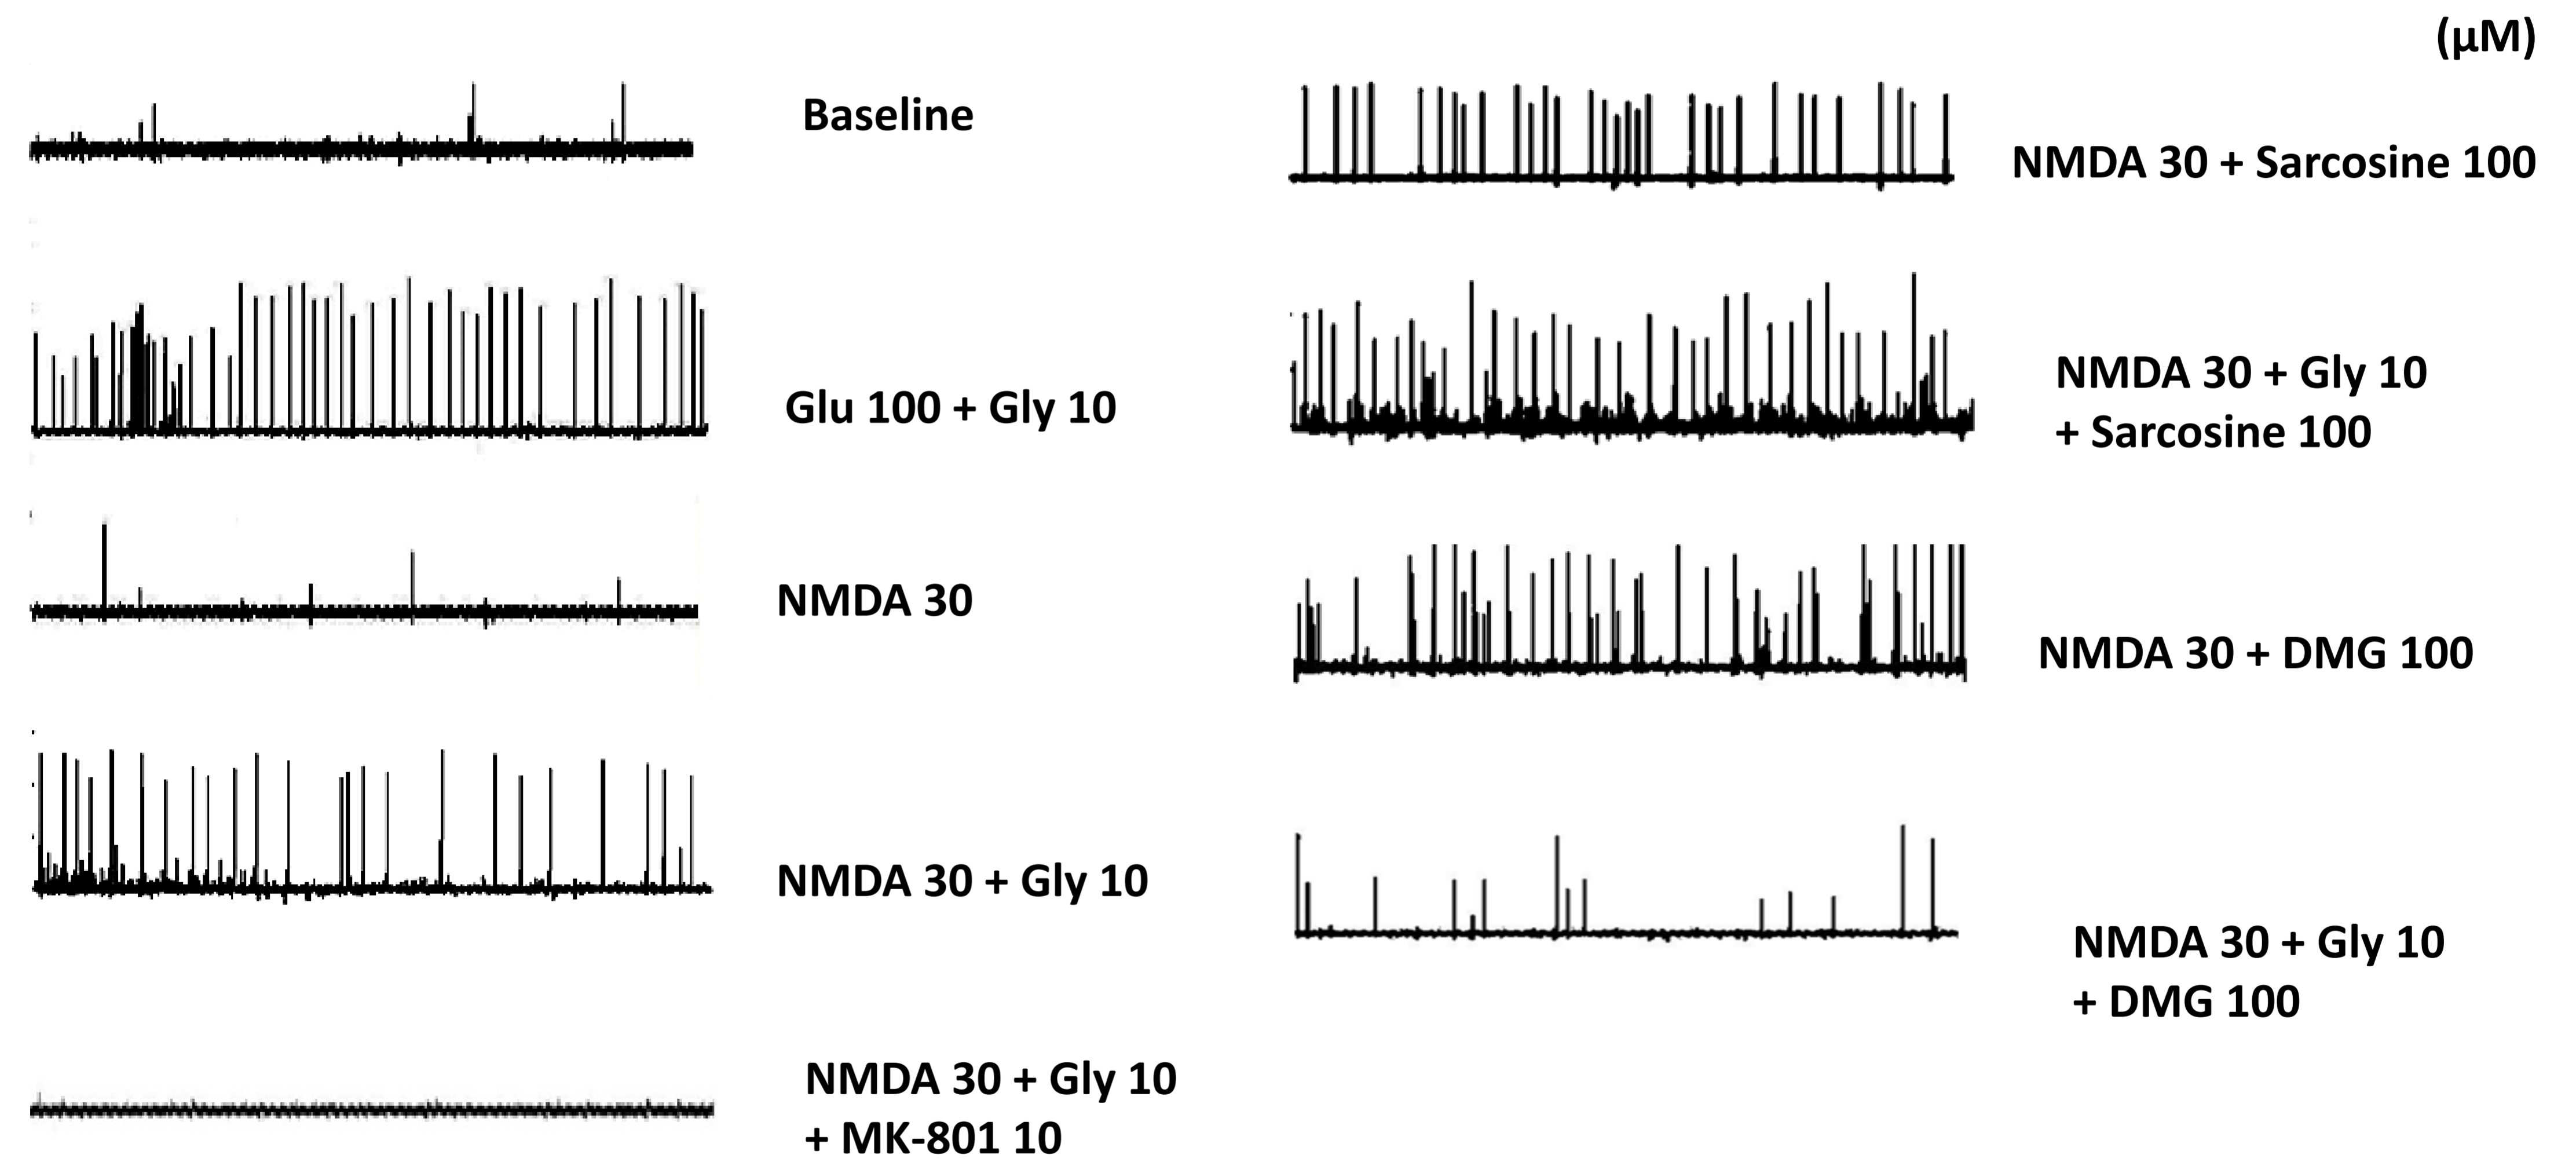 (µM)
Baseline
Glu 100 + Gly 10
NMDA 30
NMDA 30 + Gly 10
NMDA 30 + Gly 10
+ MK-801 10
NMDA 30 + Sarcosine 100
NMDA 30 + Gly 10
+ Sarcosine 100
NMDA 30 + DMG 100
NMDA 30 + Gly 10
+ DMG 100